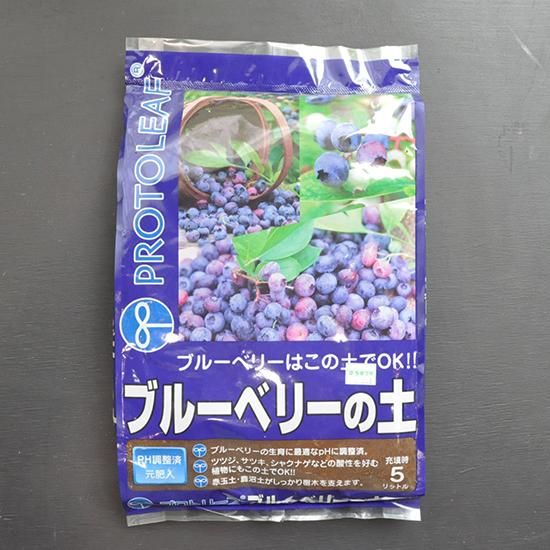 PROTOLEAF
ブルーベリーはこの土でOK!!
ブルーベリーの土
PH調整済
元肥入
ブルーベリーの生育に最適なpHに調整済。
ツツジ、サツキ、シャクナゲなどの酸性を好む
植物にもこの土でOK!!
赤玉土・鹿沼土がしっかり樹木を支えます。
充填時
5
リットル